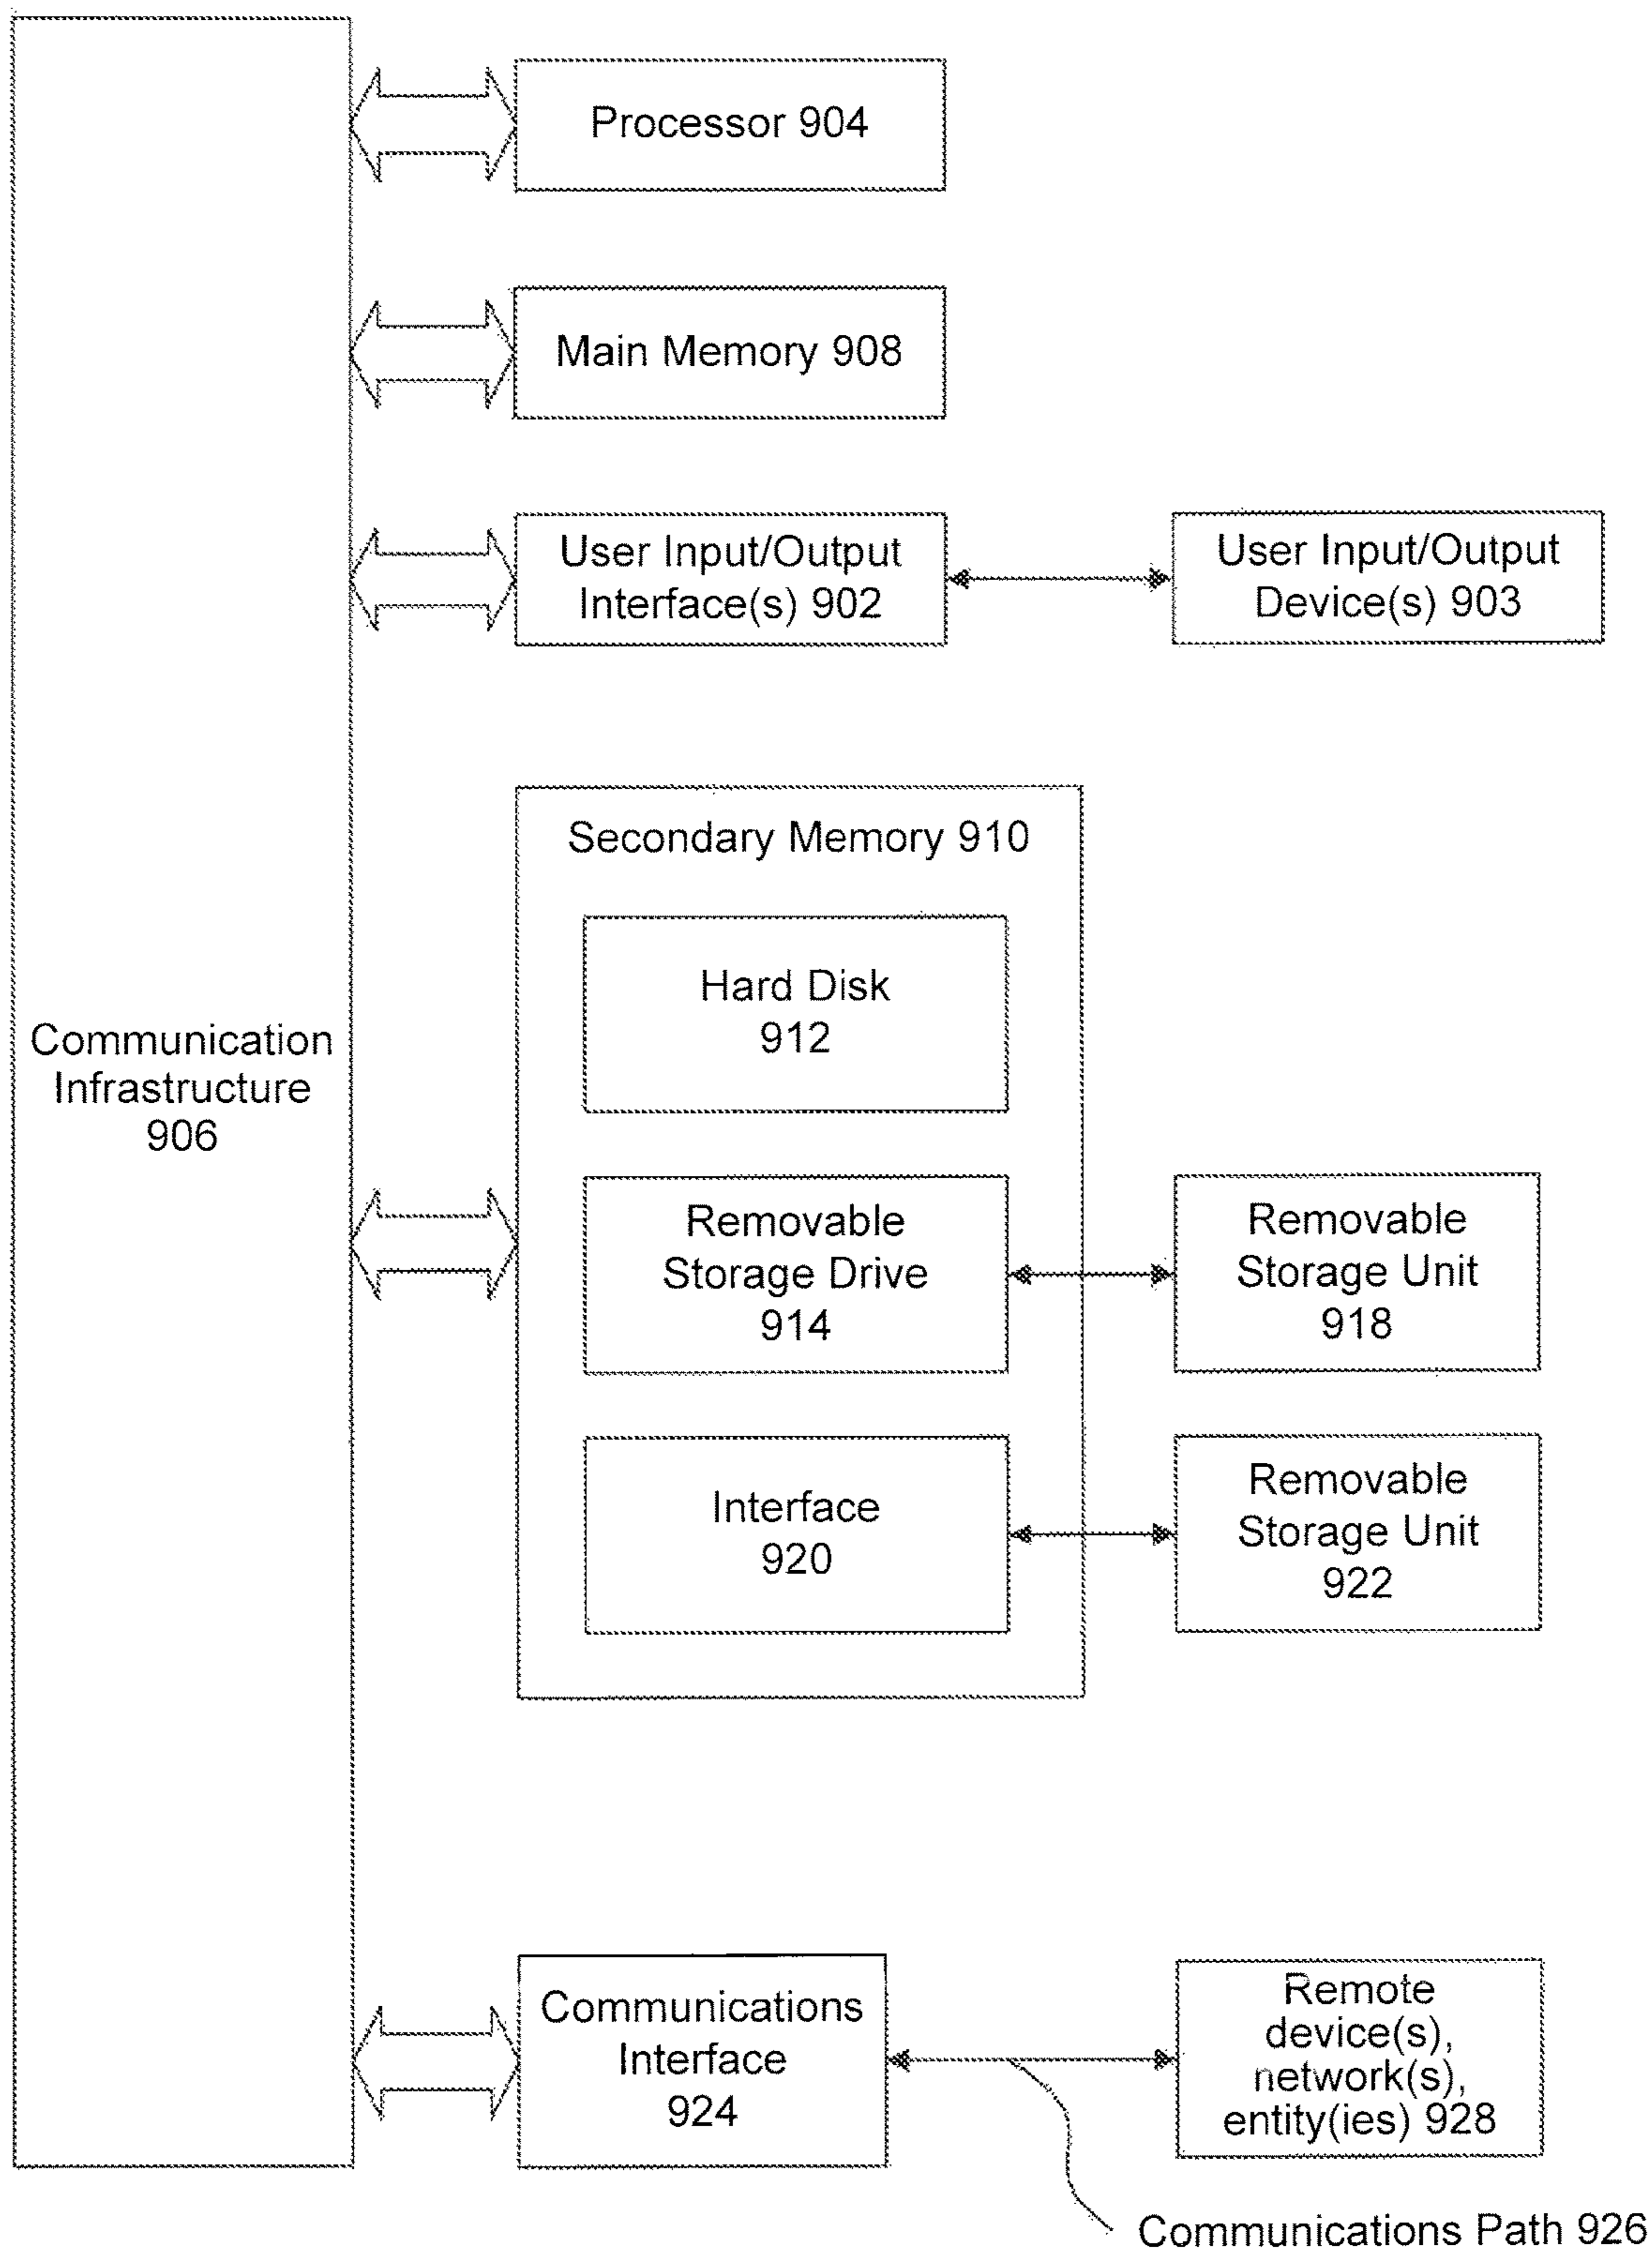 Processor 904
Main Memory 908
User Input/Output
Interface(s) 902
User Input/Output
Device(s) 903
Secondary Memory 910
Hard Disk
912
Communication
Infrastructure
906
Removable
Storage Drive
914
Removable
Storage Unit
918
Interface
920
Removable
Storage Unit
922
Communications
Interface
924
Remote
device(s),
network(s),
entity(ies) 928
Communications Path 926